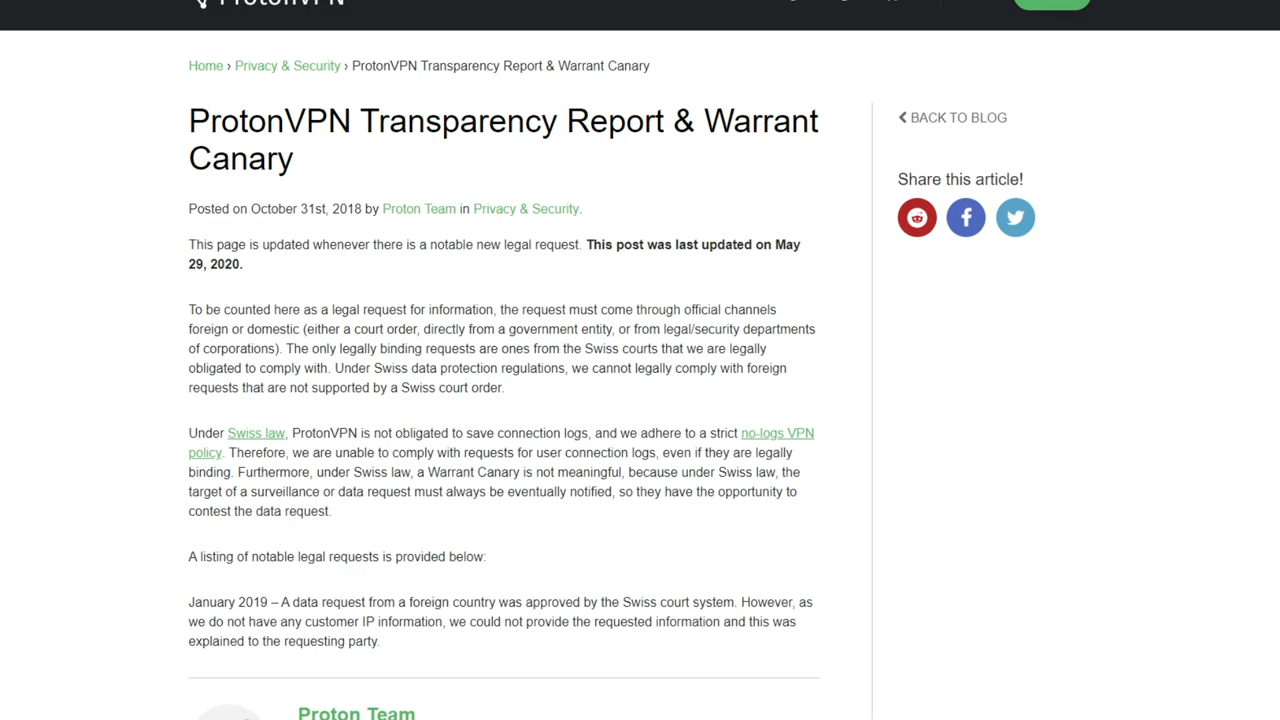 ProtonVPN
Home › Privacy & Security › ProtonVPN Transparency Report & Warrant Canary
ProtonVPN Transparency Report & Warrant
Canary
BACK TO BLOG
Share this article!
Posted on October 31st, 2018 by Proton Team in Privacy & Security.
This page is updated whenever there is a notable new legal request. This post was last updated on May
29, 2020.
To be counted here as a legal request for information, the request must come through official channels
foreign or domestic (either a court order, directly from a government entity, or from legal/security departments
of corporations). The only legally binding requests are ones from the Swiss courts that we are legally
obligated to comply with. Under Swiss data protection regulations, we cannot legally comply with foreign
requests that are not supported by a Swiss court order.
Under Swiss law, ProtonVPN is not obligated to save connection logs, and we adhere to a strict no-logs VPN
policy. Therefore, we are unable to comply with requests for user connection logs, even if they are legally
binding. Furthermore, under Swiss law, a Warrant Canary is not meaningful, because under Swiss law, the
target of a surveillance or data request must always be eventually notified, so they have the opportunity to
contest the data request.
A listing of notable legal requests is provided below:
January 2019 – A data request from a foreign country was approved by the Swiss court system. However, as
we do not have any customer IP information, we could not provide the requested information and this was
explained to the requesting party.
Proton Team